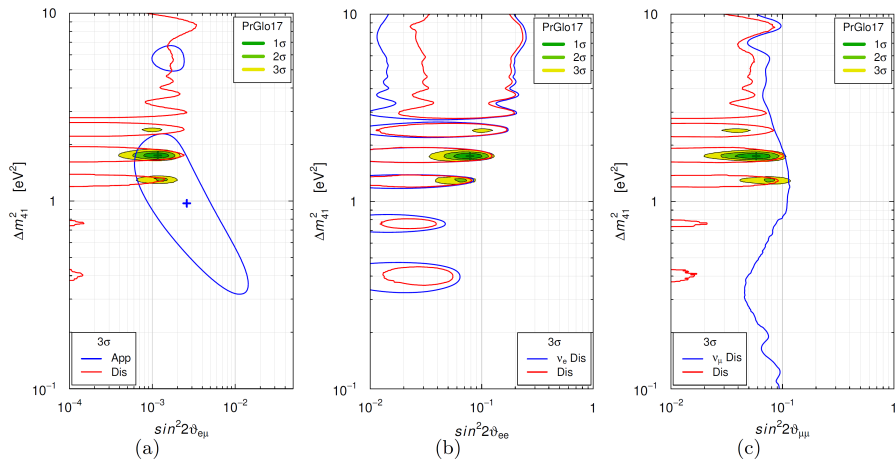 10
1
10⁻¹
Δm²₄₁ [eV²]
PrGlo17
1σ
2σ
3σ
3σ
App
Dis
10⁻⁴
10⁻³
10⁻²
sin²2ϑeμ
(a)
10
1
10⁻¹
Δm²₄₁ [eV²]
PrGlo17
1σ
2σ
3σ
3σ
νe Dis
Dis
10⁻²
10⁻¹
1
sin²2ϑee
(b)
10
1
10⁻¹
Δm²₄₁ [eV²]
PrGlo17
1σ
2σ
3σ
3σ
νμ Dis
Dis
10⁻²
10⁻¹
1
sin²2ϑμμ
(c)